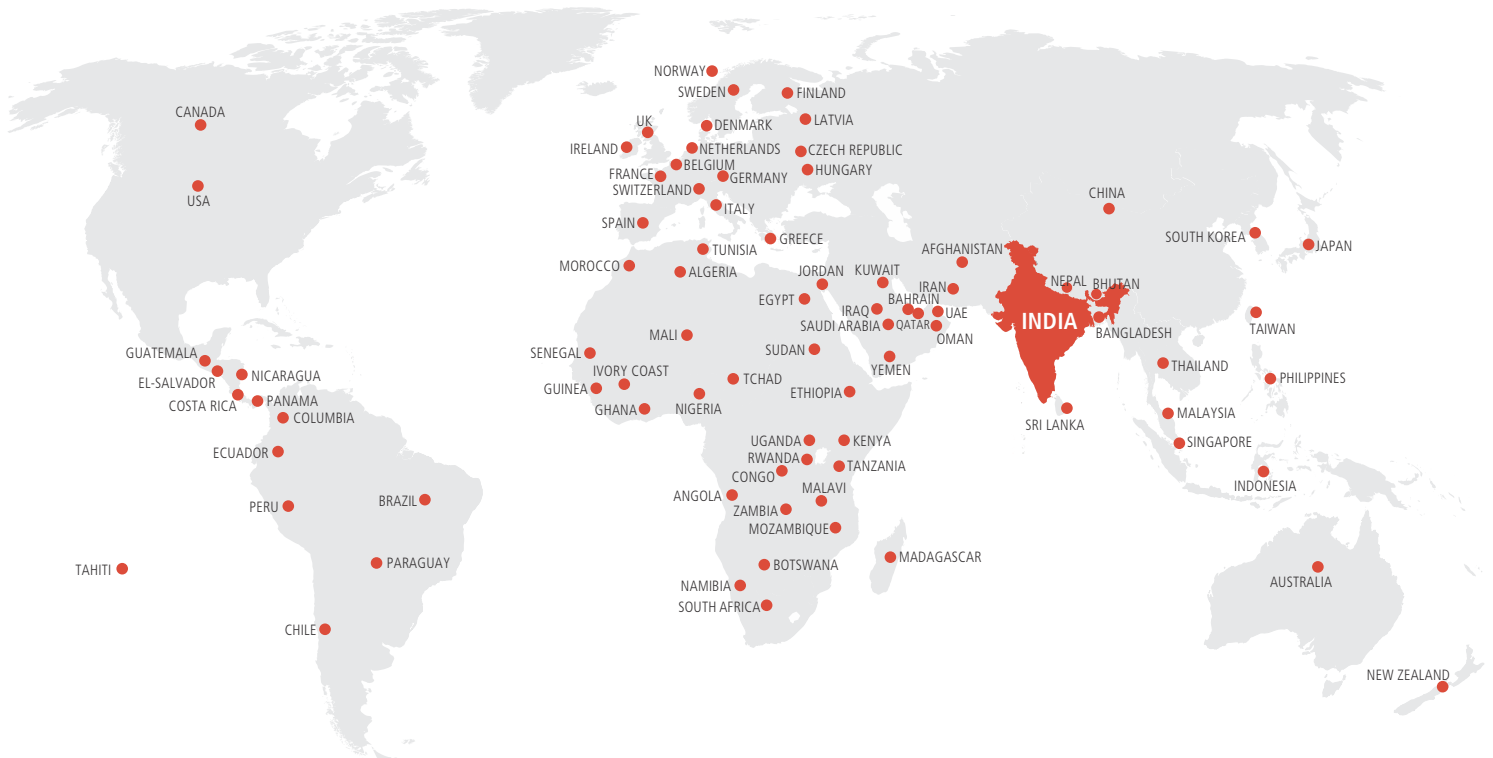 NORWAY
SWEDEN
FINLAND
CANADA
UK
DENMARK
LATVIA
IRELAND
NETHERLANDS
CZECH REPUBLIC
BELGIUM
HUNGARY
FRANCE
GERMANY
SWITZERLAND
USA
CHINA
ITALY
SPAIN
GREECE
SOUTH KOREA
JAPAN
TUNISIA
AFGHANISTAN
MOROCCO
ALGERIA
JORDAN
KUWAIT
NEPAL
BHUTAN
IRAN
EGYPT
BAHRAIN
IRAQ
UAE
INDIA
SAUDI ARABIA
QATAR
OMAN
BANGLADESH
TAIWAN
MALI
SUDAN
GUATEMALA
SENEGAL
YEMEN
THAILAND
NICARAGUA
EL-SALVADOR
IVORY COAST
TCHAD
PHILIPPINES
GUINEA
ETHIOPIA
PANAMA
COSTA RICA
GHANA
NIGERIA
COLUMBIA
MALAYSIA
SRI LANKA
UGANDA
KENYA
SINGAPORE
ECUADOR
RWANDA
TANZANIA
CONGO
INDONESIA
MALAVI
ANGOLA
BRAZIL
PERU
ZAMBIA
MOZAMBIQUE
MADAGASCAR
PARAGUAY
BOTSWANA
TAHITI
AUSTRALIA
NAMIBIA
SOUTH AFRICA
CHILE
NEW ZEALAND